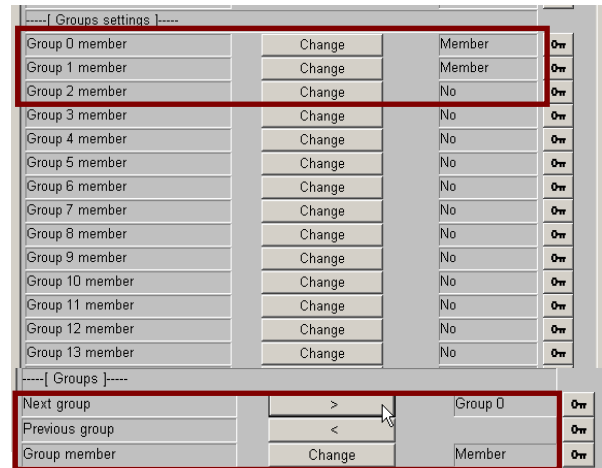 -----[ Groups settings ]-----
Group 0 member Change Member
Group 1 member Change Member
Group 2 member Change No
Group 3 member Change No
Group 4 member Change No
Group 5 member Change No
Group 6 member Change No
Group 7 member Change No
Group 8 member Change No
Group 9 member Change No
Group 10 member Change No
Group 11 member Change No
Group 12 member Change No
Group 13 member Change No
-----[ Groups ]-----
Next group > Group 0
Previous group <
Group member Change Member